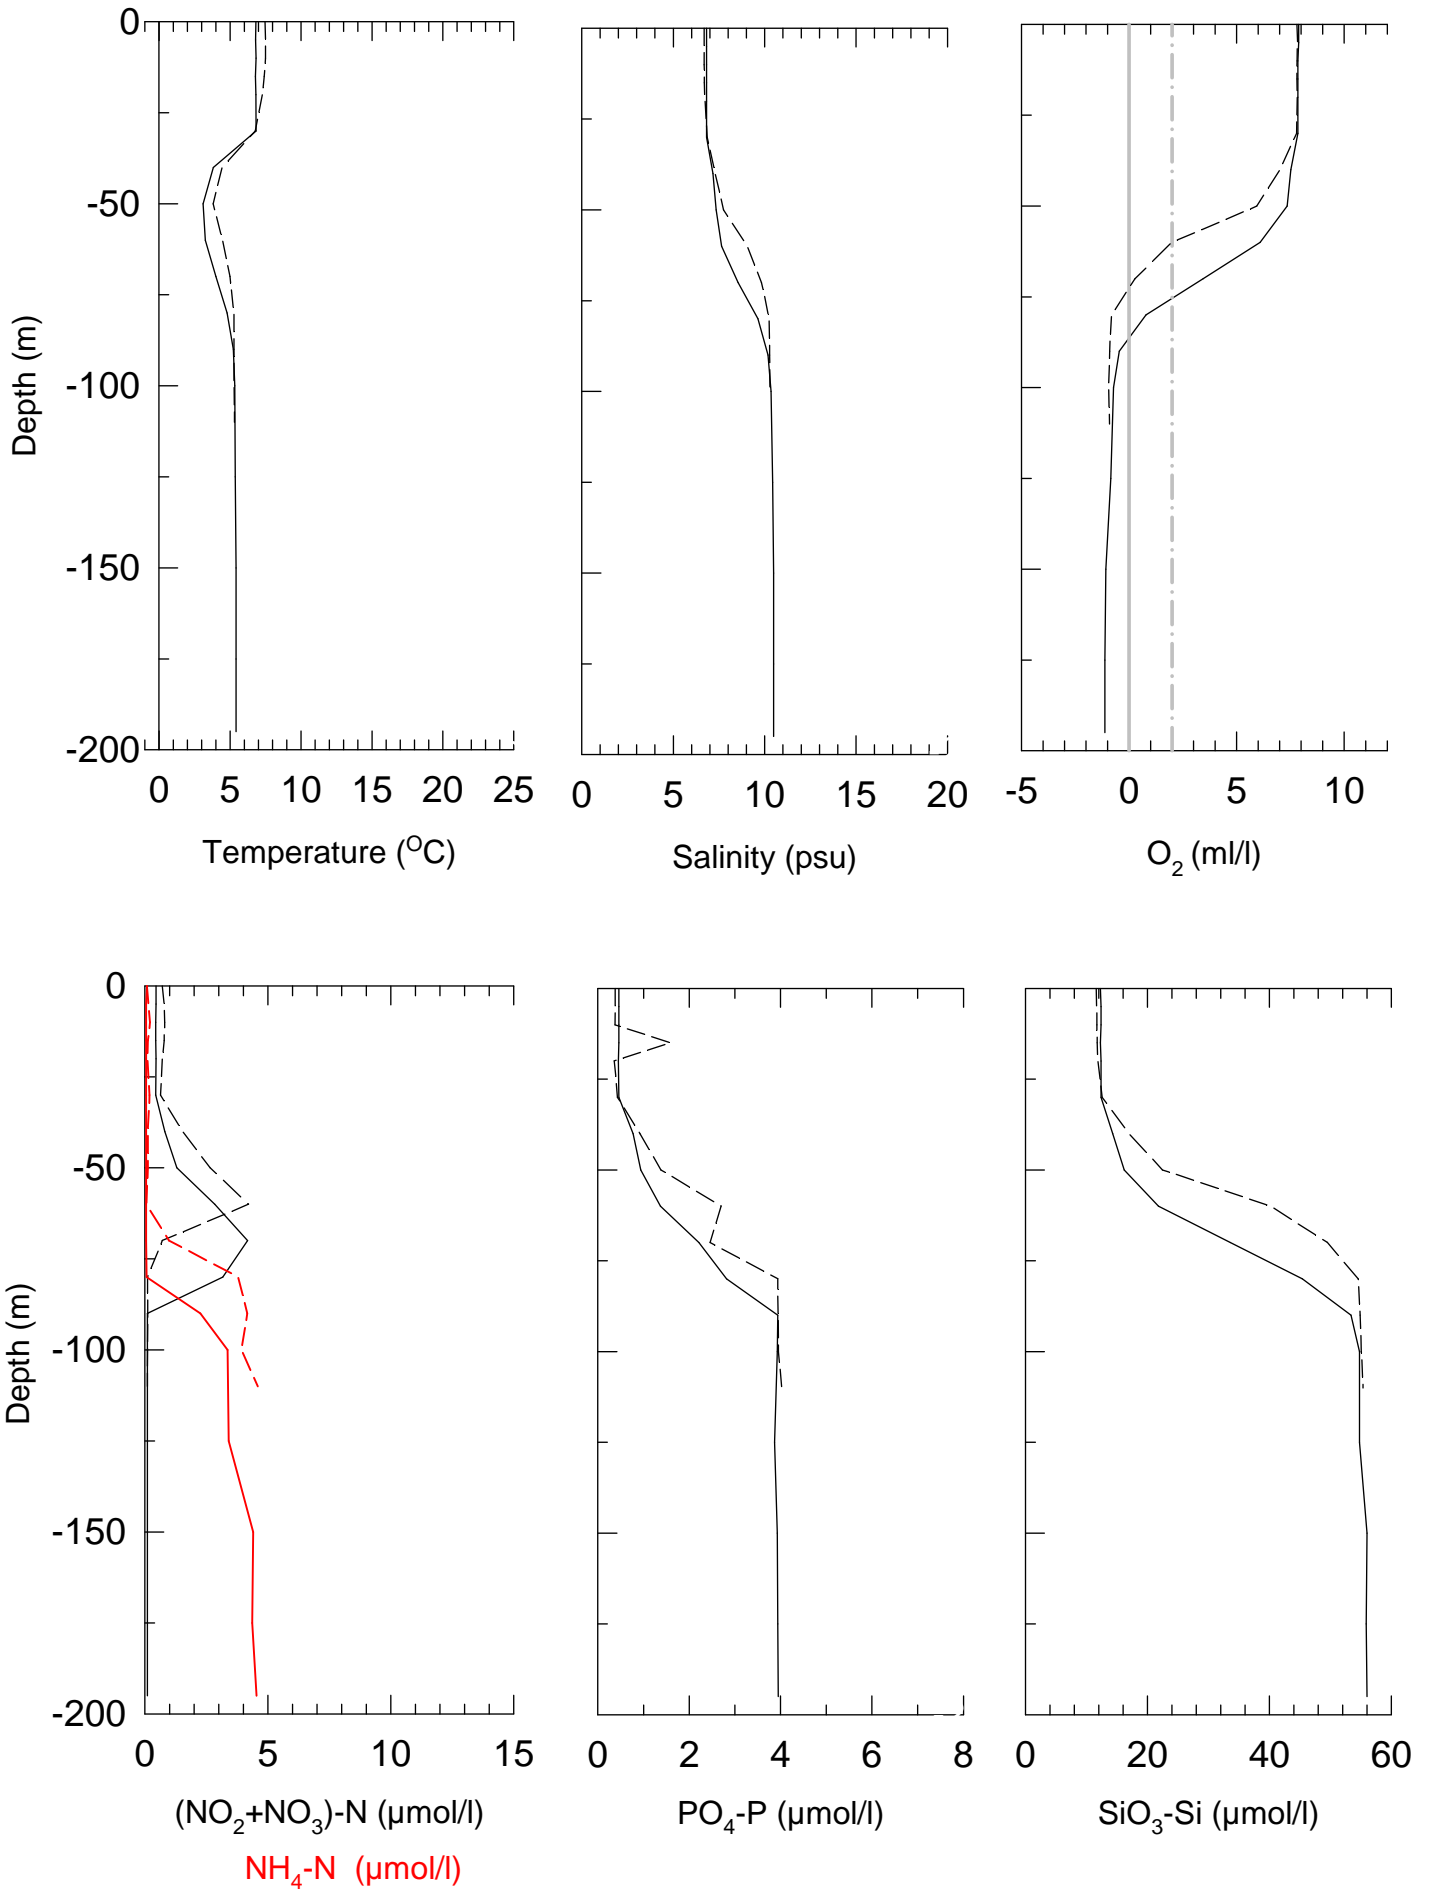 0
-50
-100
-150
-200
Depth (m)
0 5 10 15 20 25
Temperature (ᴼC)
0 5 10 15 20
Salinity (psu)
-5 0 5 10
O₂ (ml/l)
0
-50
-100
-150
-200
Depth (m)
0 5 10 15
(NO₂+NO₃)-N (µmol/l)
NH₄-N (µmol/l)
0 2 4 6 8
PO₄-P (µmol/l)
0 20 40 60
SiO₃-Si (µmol/l)